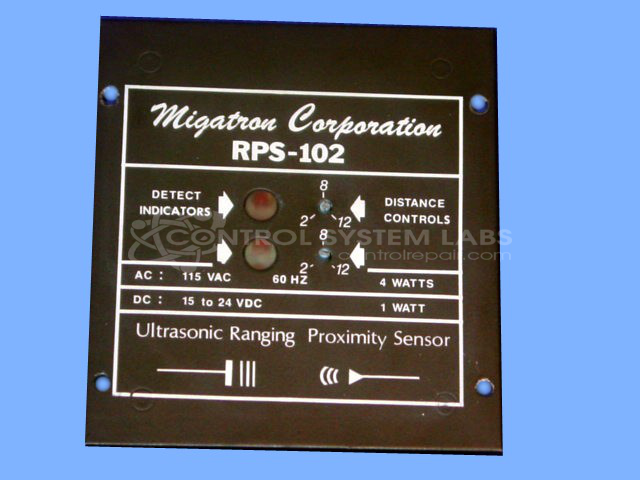 Migatron Corporation
RPS-102
DETECT
INDICATORS
8
2 12
DISTANCE
CONTROLS
8
2 12
CONTROL SYSTEM LABS
controlrepair.com
AC : 115 VAC 60 HZ 4 WATTS
DC : 15 to 24 VDC 1 WATT
Ultrasonic Ranging Proximity Sensor